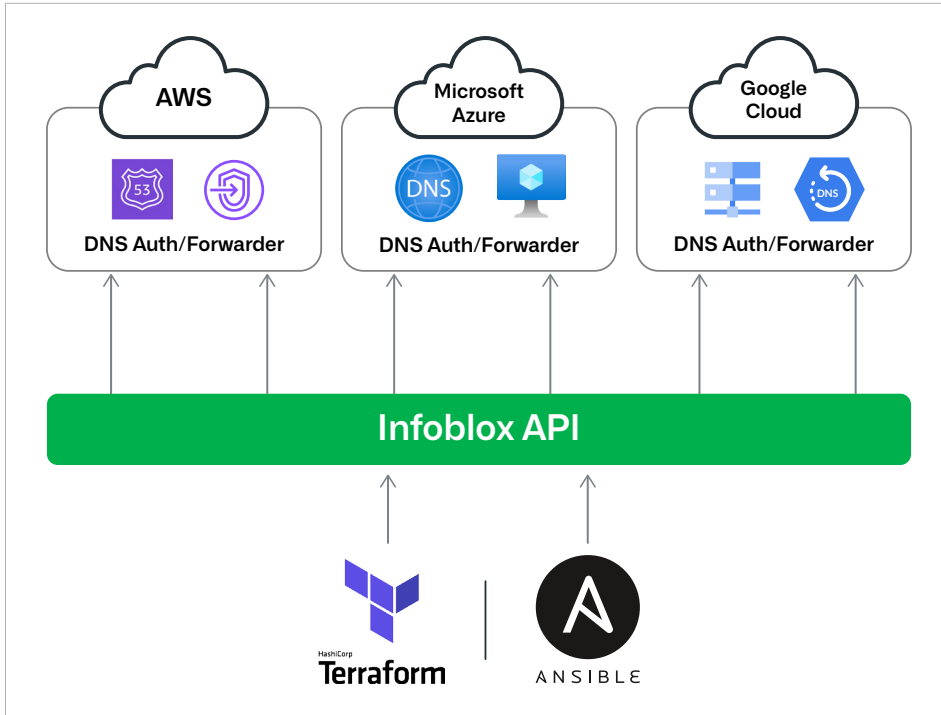 AWS
Microsoft
Azure
Google
Cloud
53
DNS
DNS
DNS Auth/Forwarder
DNS Auth/Forwarder
DNS Auth/Forwarder
Infoblox API
HashiCorp
Terraform
ANSIBLE